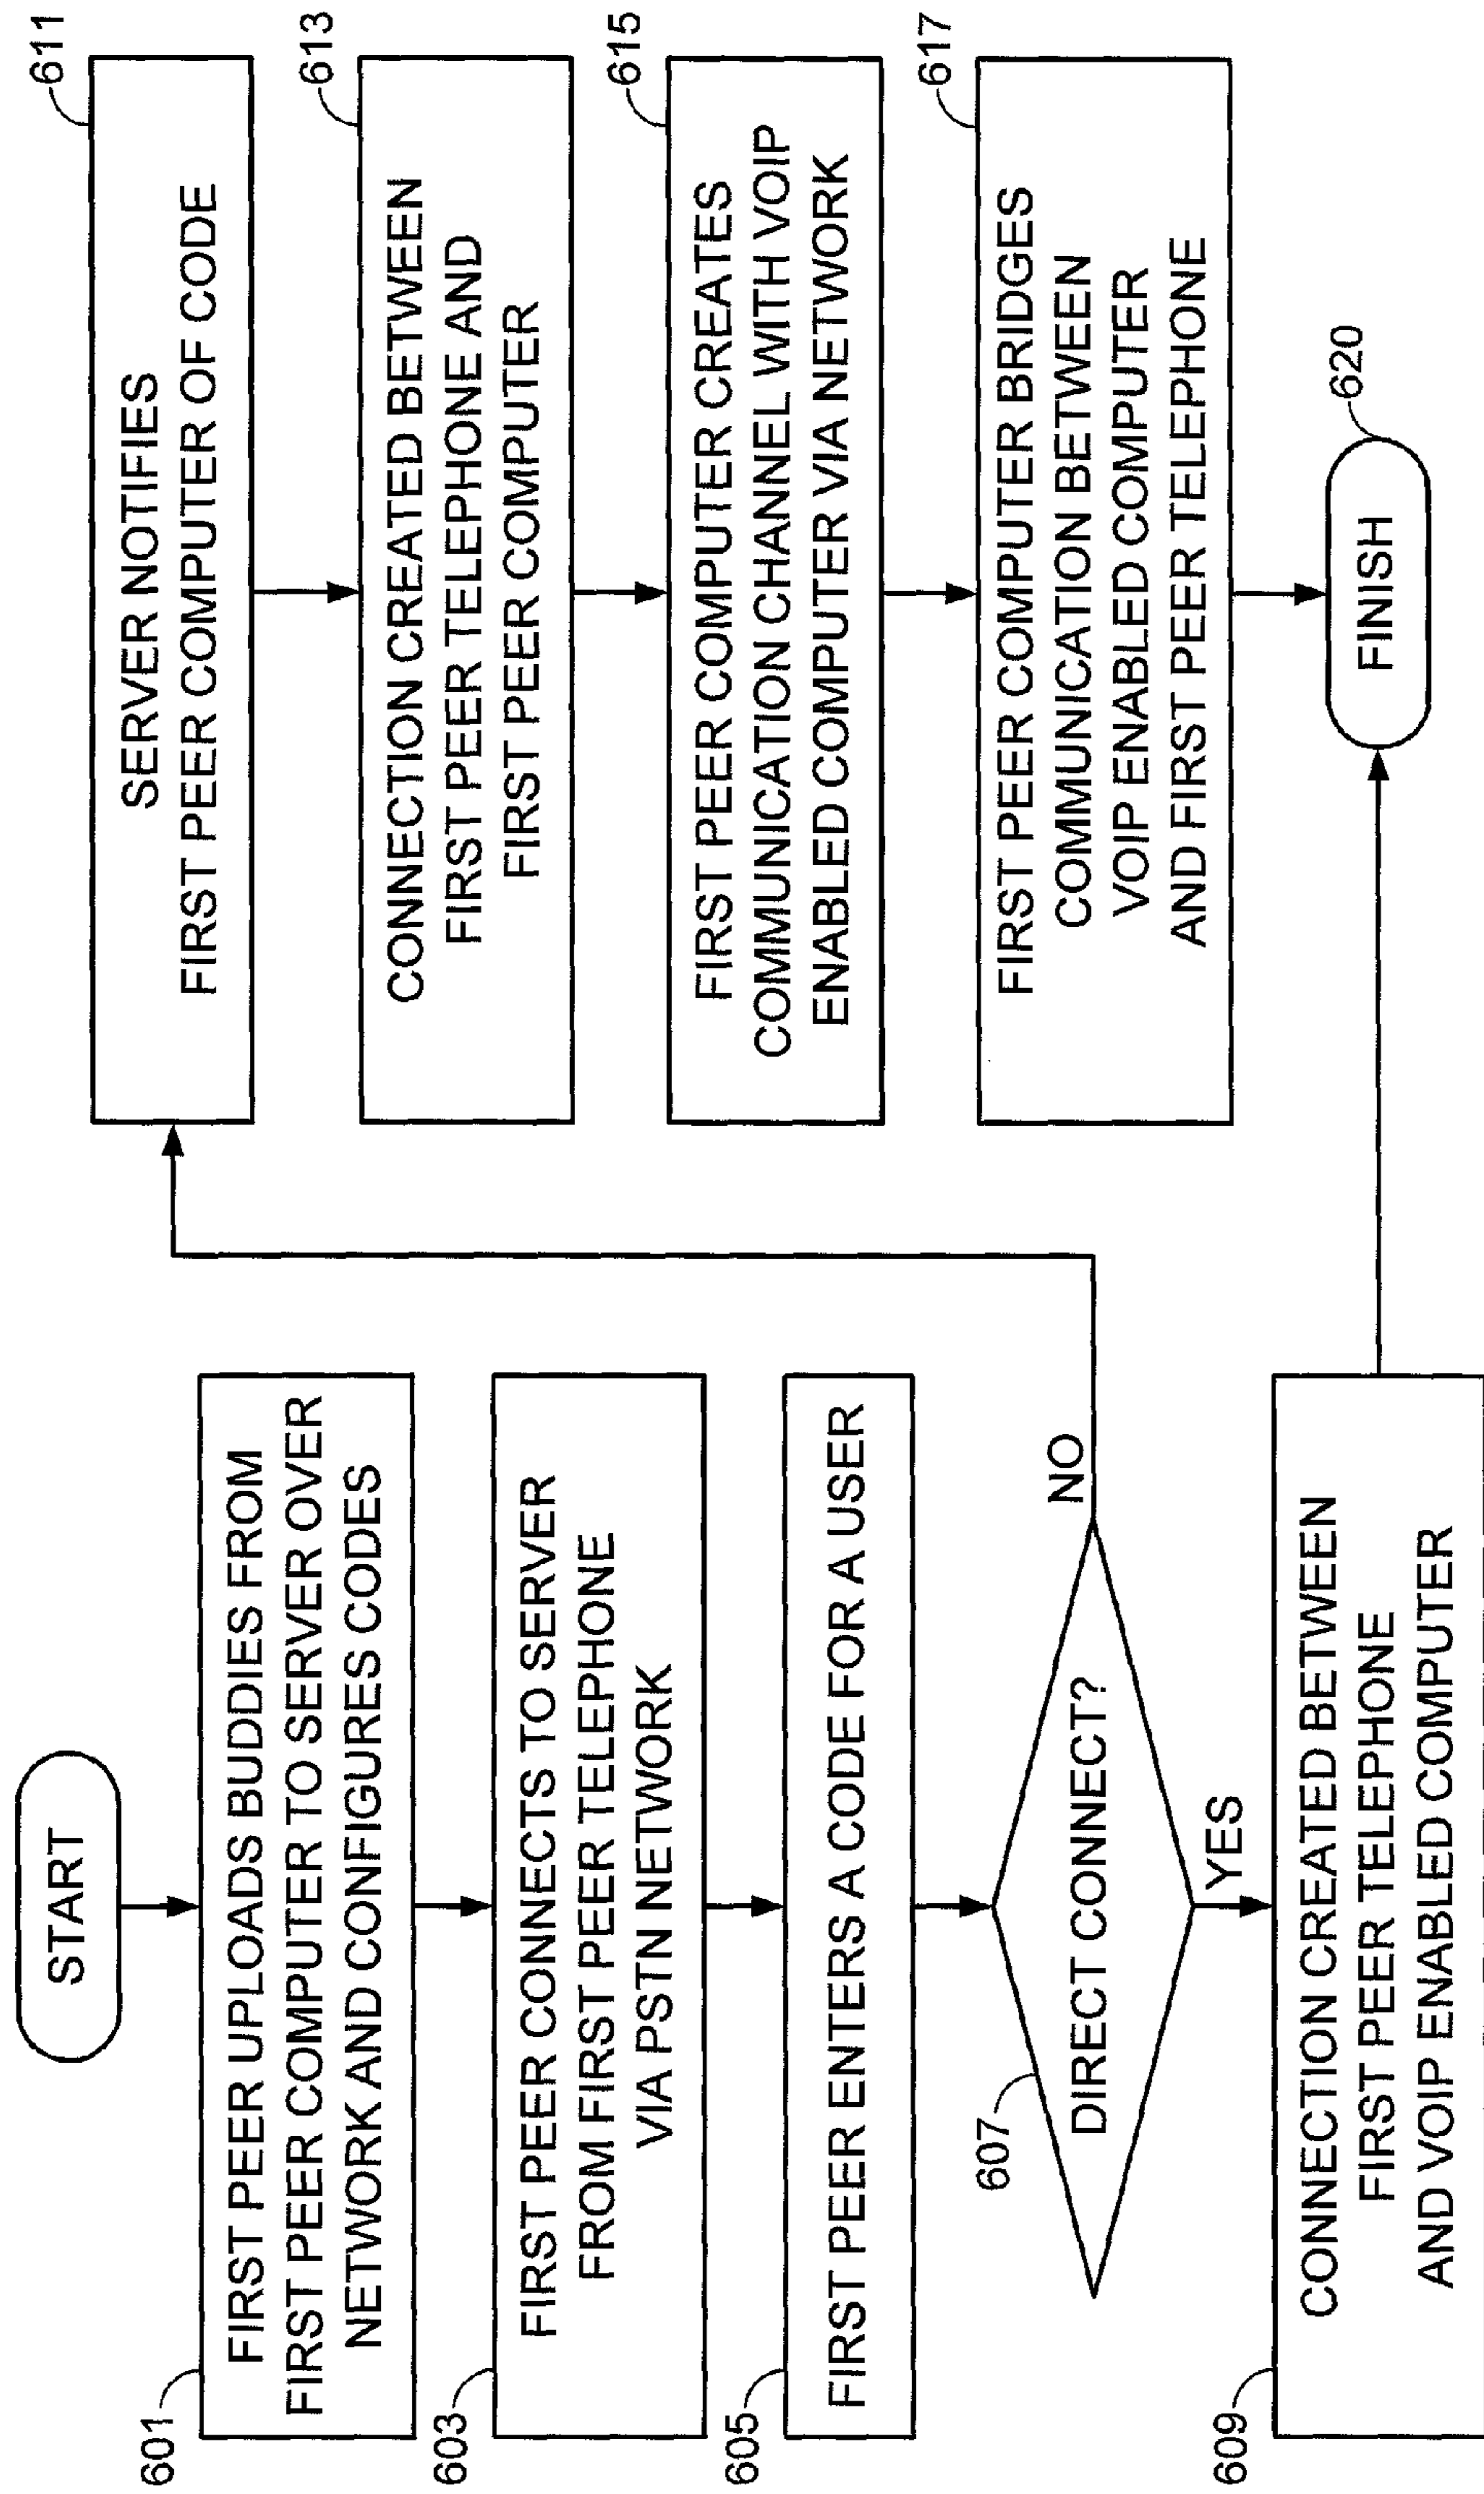 START
601
FIRST PEER UPLOADS BUDDIES FROM
FIRST PEER COMPUTER TO SERVER OVER
NETWORK AND CONFIGURES CODES
603
FIRST PEER CONNECTS TO SERVER
FROM FIRST PEER TELEPHONE
VIA PSTN NETWORK
605
FIRST PEER ENTERS A CODE FOR A USER
607
DIRECT CONNECT?
NO
YES
609
CONNECTION CREATED BETWEEN
FIRST PEER TELEPHONE
AND VOIP ENABLED COMPUTER
611
SERVER NOTIFIES
FIRST PEER COMPUTER OF CODE
613
CONNECTION CREATED BETWEEN
FIRST PEER TELEPHONE AND
FIRST PEER COMPUTER
615
FIRST PEER COMPUTER CREATES
COMMUNICATION CHANNEL WITH VOIP
ENABLED COMPUTER VIA NETWORK
617
FIRST PEER COMPUTER BRIDGES
COMMUNICATION BETWEEN
VOIP ENABLED COMPUTER
AND FIRST PEER TELEPHONE
620
FINISH